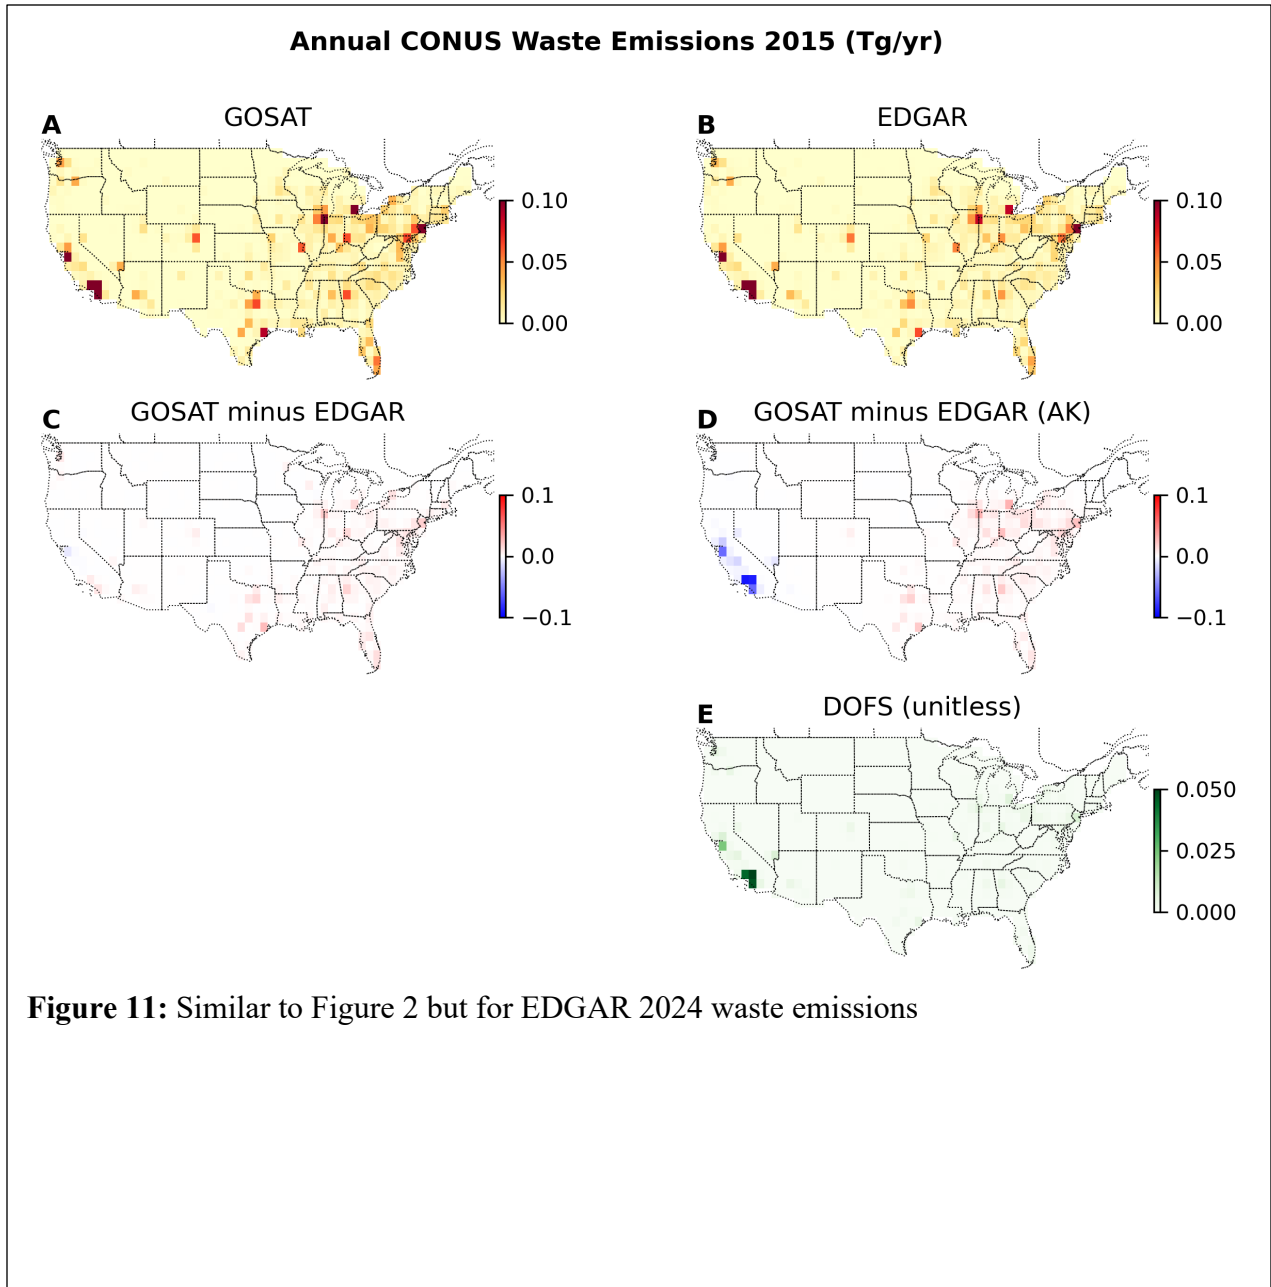 Annual CONUS Waste Emissions 2015 (Tg/yr)
A
GOSAT
0.10
0.05
0.00
B
EDGAR
0.10
0.05
0.00
C
GOSAT minus EDGAR
0.1
0.0
−0.1
D
GOSAT minus EDGAR (AK)
0.1
0.0
−0.1
E
DOFS (unitless)
0.050
0.025
0.000
Figure 11: Similar to Figure 2 but for EDGAR 2024 waste emissions